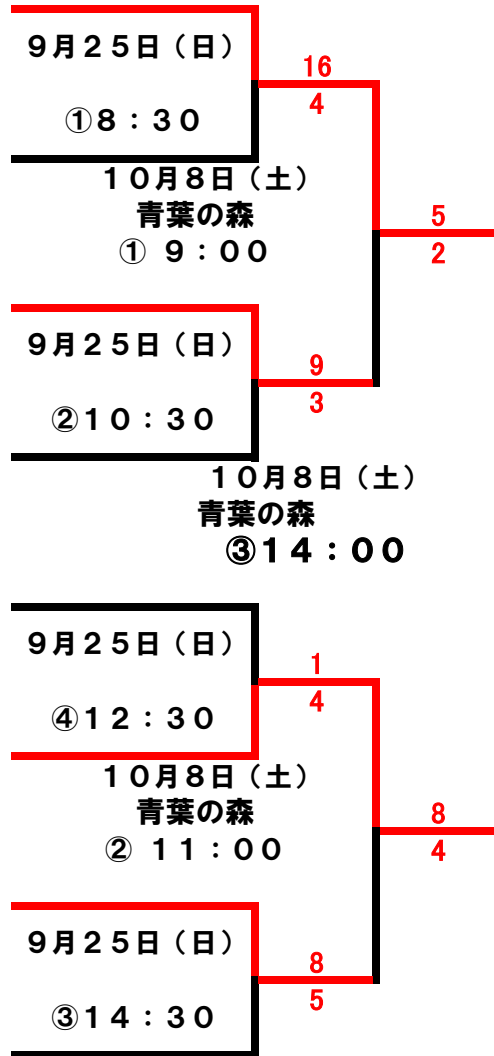 ９月２５日（日）
16
①８：３０
4
１０月８日（土）
青葉の森
① ９：００
5
2
９月２５日（日）
9
②１０：３０
3
１０月８日（土）
青葉の森
③１４：００
９月２５日（日）
1
④１２：３０
4
１０月８日（土）
青葉の森
② １１：００
8
4
９月２５日（日）
8
③１４：３０
5